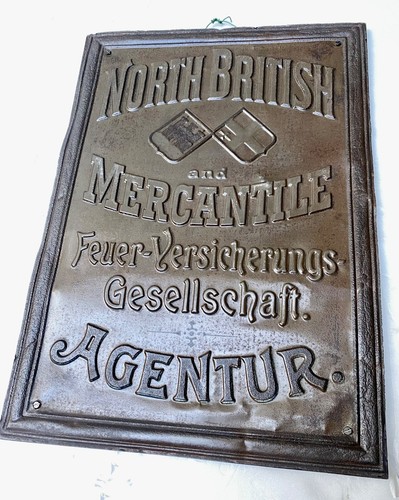 NORTH BRITISH
and
MERCANTILE
Feuer-Versicherungs-
Gesellschaft.
AGENTUR.